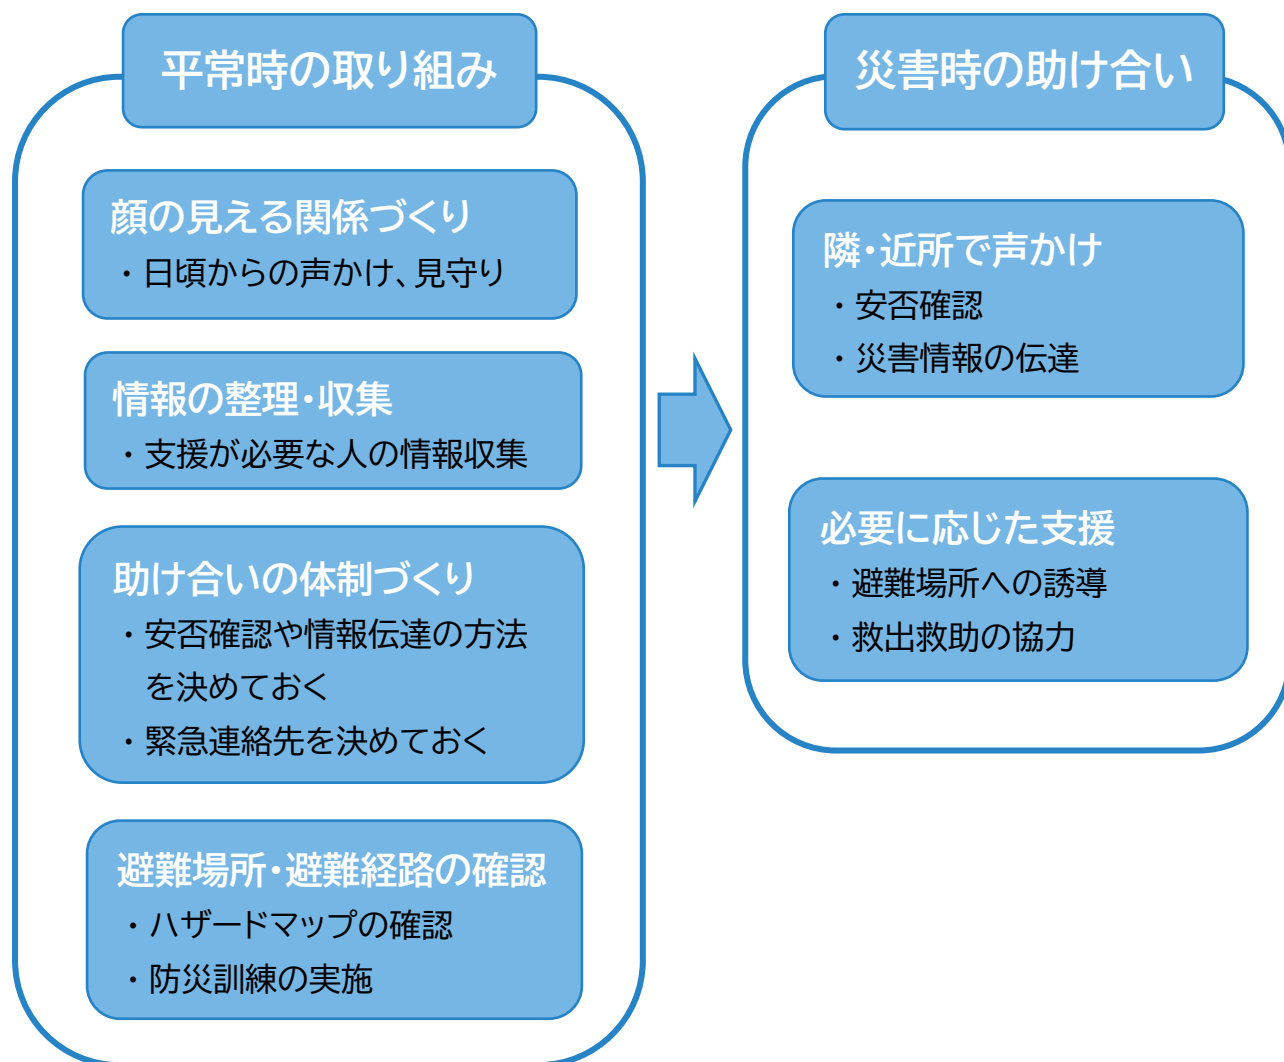 平常時の取り組み
顔の見える関係づくり
・日頃からの声かけ、見守り
情報の整理・収集
・支援が必要な人の情報収集
助け合いの体制づくり
・安否確認や情報伝達の方法
を決めておく
・緊急連絡先を決めておく
避難場所・避難経路の確認
・ハザードマップの確認
・防災訓練の実施
災害時の助け合い
隣・近所で声かけ
・安否確認
・災害情報の伝達
必要に応じた支援
・避難場所への誘導
・救出救助の協力